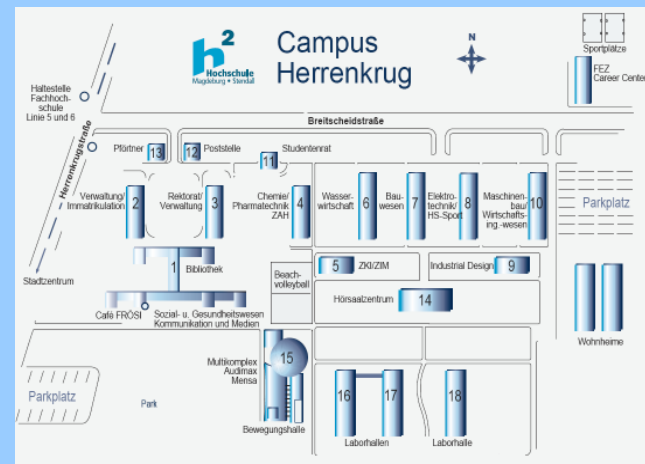 h2
Hochschule
Magdeburg • Stendal
Campus
Herrenkrug
N
Sportplätze
FEZ
Career Center
Haltestelle
Fachhoch-
schule
Linie 5 und 6
Herrenkrugstraße
Breitscheidstraße
Pförtner
13
12
Poststelle
Studentenrat
11
Verwaltung/
Immatrikulation
2
Rektorat/
Verwaltung
3
Chemie/
Pharmatechnik
ZAH
4
Wasser-
wirtschaft
6
Bau-
wesen
7
Elektro-
technik/
HS-Sport
8
Maschinen-
bau/
Wirtschafts-
ing.-wesen
10
Parkplatz
Stadtzentrum
1
Bibliothek
Beach-
volleyball
5
ZKI/ZIM
Industrial Design
9
Hörsaalzentrum
14
Café FRÖSI
Sozial- u. Gesundheitswesen
Kommunikation und Medien
Wohnheime
Multikomplex
Audimax
Mensa
15
Bewegungshalle
Parkplatz
Park
16
17
Laborhallen
18
Laborhalle